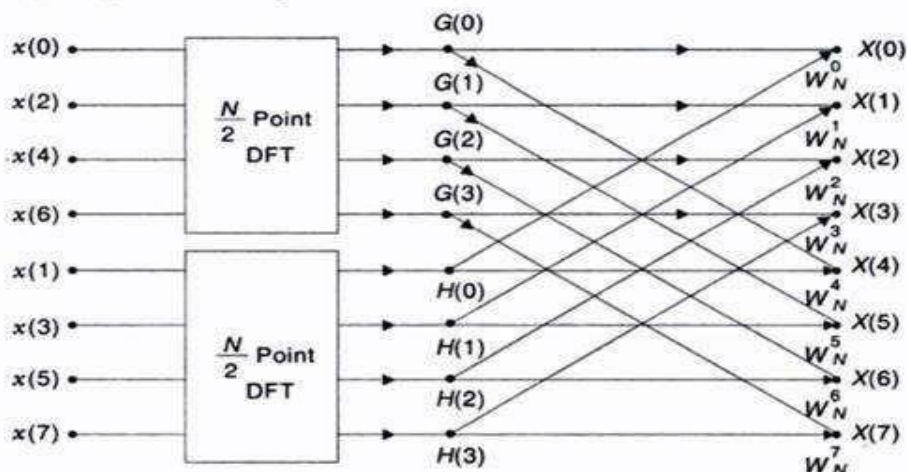 G(0)
x(0) X(0)
W_N^0
G(1)
x(2) X(1)
N/2 Point
DFT
W_N^1
G(2)
x(4) X(2)
W_N^2
G(3)
x(6) X(3)
W_N^3
x(1) X(4)
H(0)
W_N^4
x(3) X(5)
H(1)
N/2 Point
DFT
W_N^5
x(5) X(6)
H(2)
W_N^6
x(7) X(7)
H(3)
W_N^7